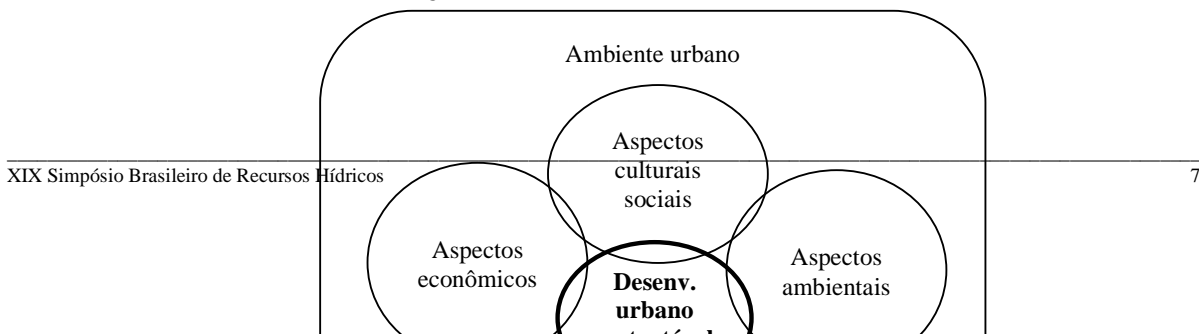 Ambiente urbano
Aspectos
culturais
sociais
XIX Simpósio Brasileiro de Recursos Hídricos 7
Aspectos
econômicos
Aspectos
ambientais
Desenv.
urbano